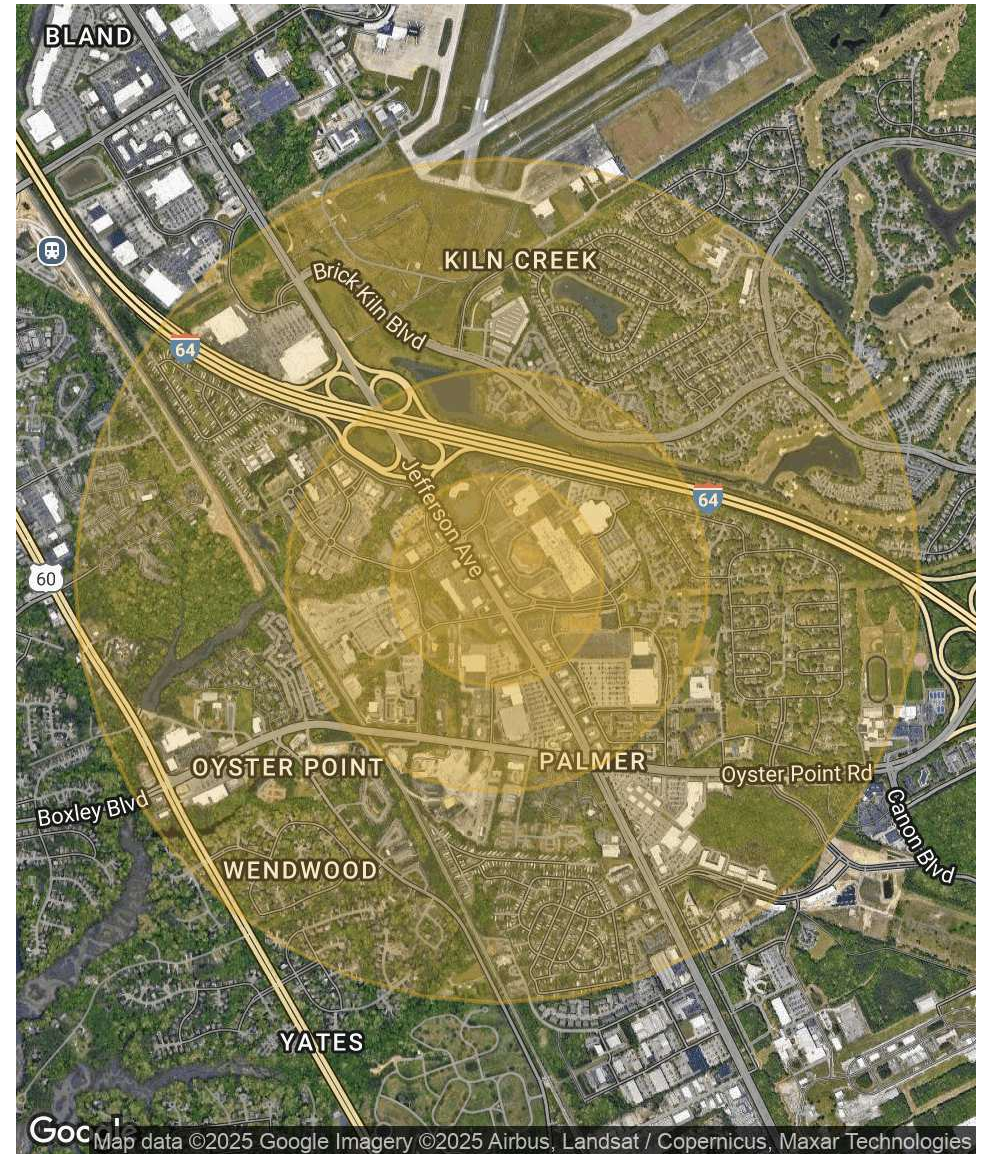 BLAND
KILN CREEK
Brick Kiln Blvd
64
Jefferson Ave
64
60
OYSTER POINT
PALMER
Oyster Point Rd
Boxley Blvd
Canon Blvd
WENDWOOD
YATES
Map data ©2025 Google Imagery ©2025 Airbus, Landsat / Copernicus, Maxar Technologies